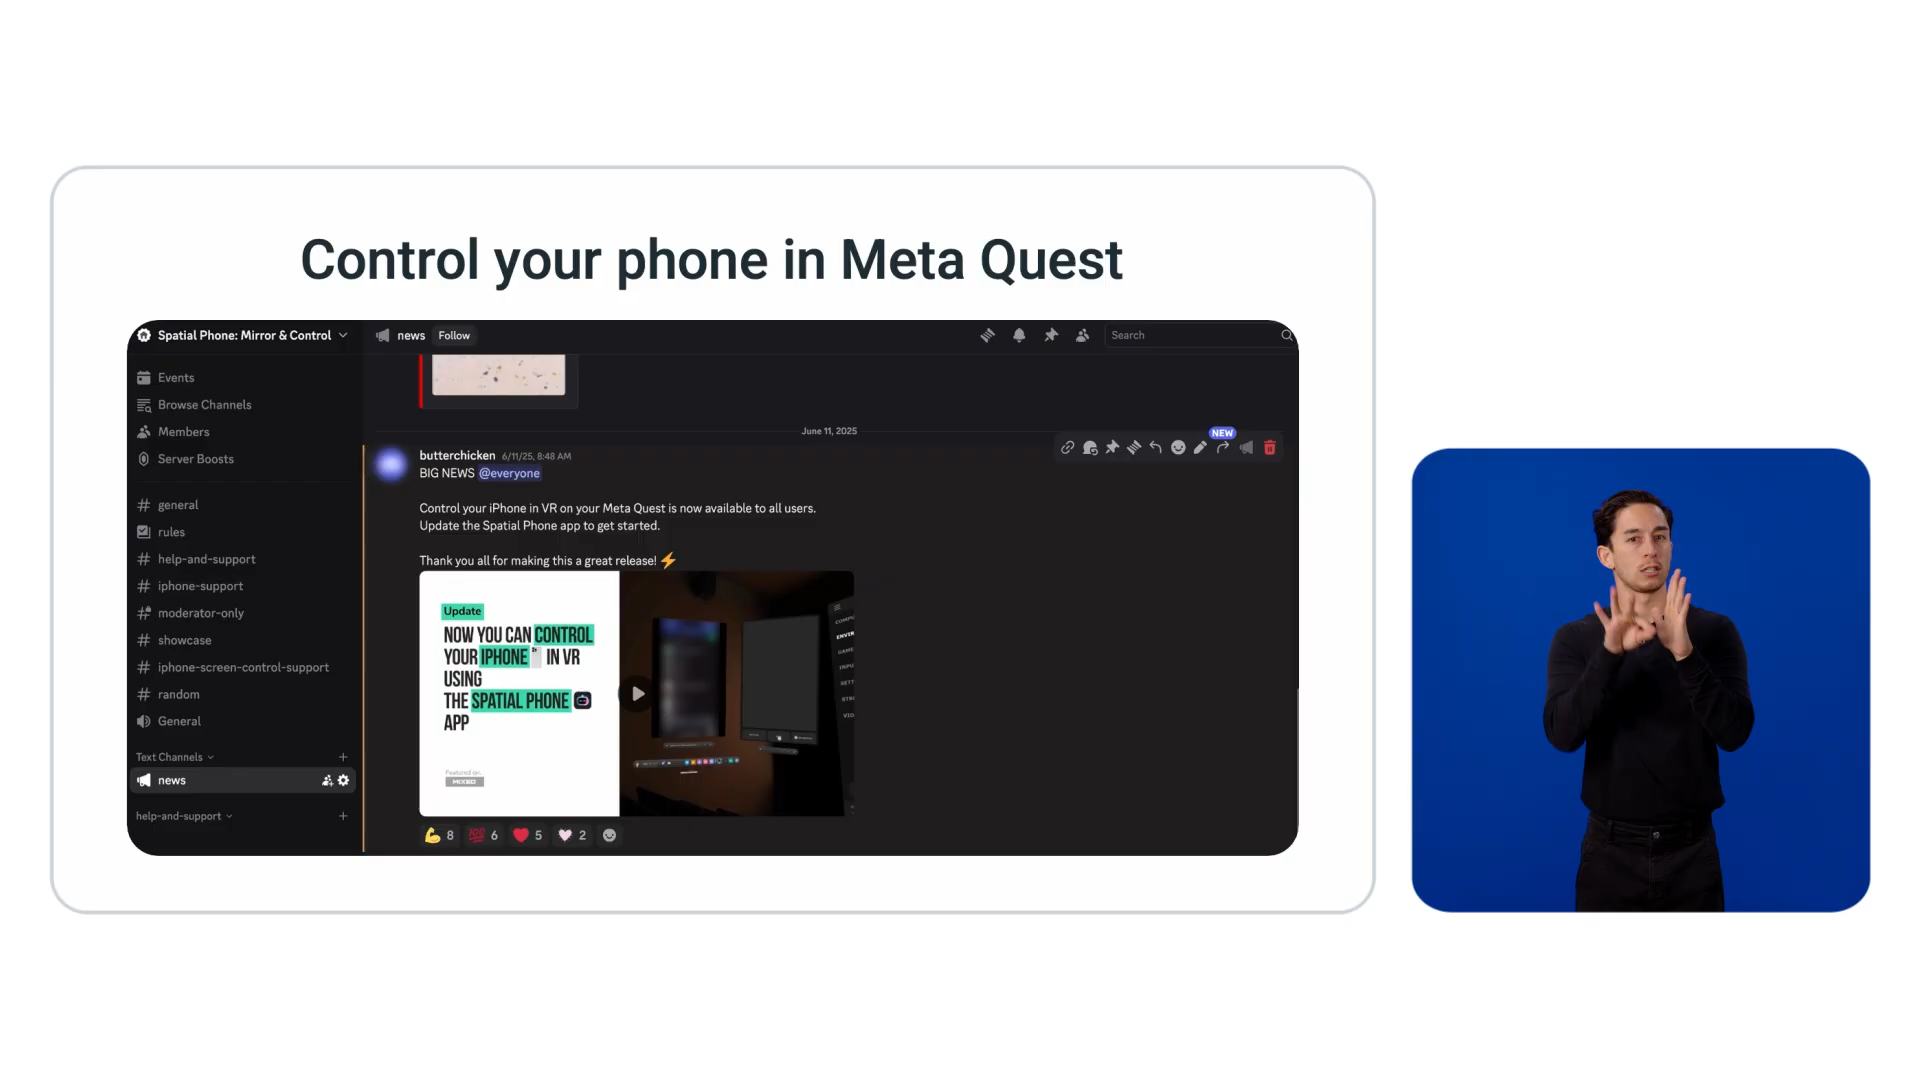 Control your phone in Meta Quest
Spatial Phone: Mirror & Control
news
Follow
Search
Events
Browse Channels
Members
Server Boosts
general
rules
help-and-support
iphone-support
moderator-only
showcase
iphone-screen-control-support
random
General
Text Channels
news
help-and-support
June 11, 2025
NEW
butterchicken 6/11/25, 8:48 AM
BIG NEWS @everyone
Control your iPhone in VR on your Meta Quest is now available to all users.
Update the Spatial Phone app to get started.
Thank you all for making this a great release! ⚡
Update
NOW YOU CAN CONTROL
YOUR IPHONE IN VR
USING
THE SPATIAL PHONE
APP
Featured on
MIXED
8
6
5
2